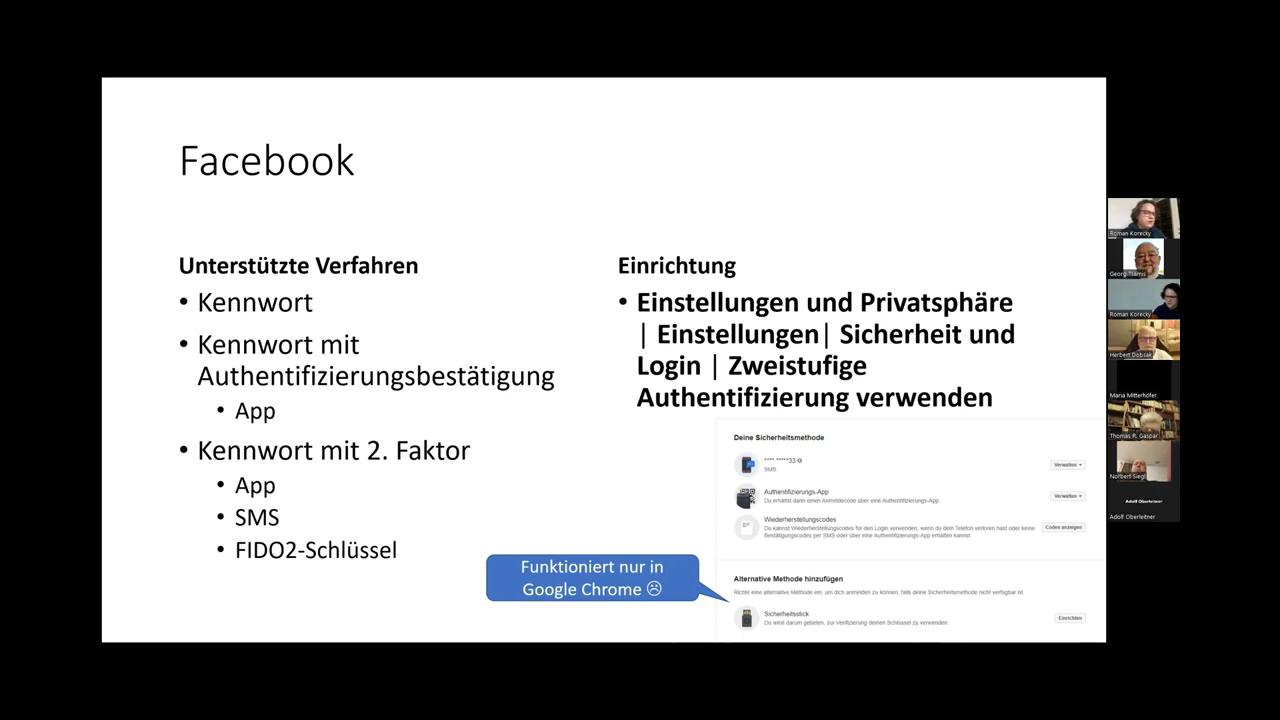 Facebook
Unterstützte Verfahren
• Kennwort
• Kennwort mit
Authentifizierungsbestätigung
• App
• Kennwort mit 2. Faktor
• App
• SMS
• FIDO2-Schlüssel
Einrichtung
• Einstellungen und Privatsphäre
| Einstellungen| Sicherheit und
Login | Zweistufige
Authentifizierung verwenden
Deine Sicherheitsmethode
**** *****33
SMS
Verwalten
Authentifizierungs-App
Du erhältst dann einen Anmeldecode über eine Authentifizierungs-App.
Verwalten
Wiederherstellungscodes
Du kannst Wiederherstellungscodes für den Login verwenden, wenn du dein Telefon verloren hast oder keine
Bestätigungscodes per SMS oder über eine Authentifizierungs-App erhalten kannst.
Codes anzeigen
Alternative Methode hinzufügen
Richte eine alternative Methode ein, um dich anmelden zu können, falls deine Sicherheitsmethode nicht verfügbar ist.
Sicherheitsstick
Du wirst darum gebeten, zur Verifizierung deinen Schlüssel zu verwenden.
Einrichten
Funktioniert nur in
Google Chrome ☹
Roman Korecky
Georg Tsamis
Roman Korecky
Herbert Dobsak
Maria Mitterhöfer
Thomas R. Gaspar
Norbert Siegl
Adolf Oberleitner
Adolf Oberleitner